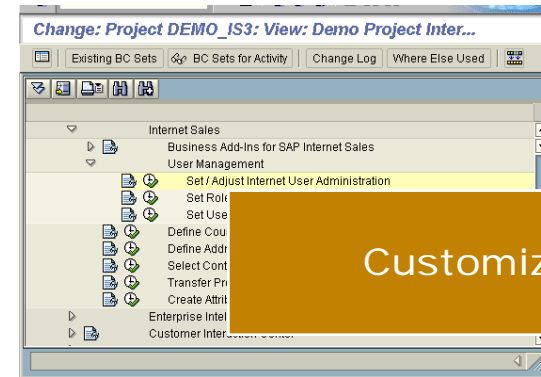 Change: Project DEMO_IS3: View: Demo Project Inter...
Existing BC Sets BC Sets for Activity Change Log Where Else Used
Internet Sales
Business Add-Ins for SAP Internet Sales
User Management
Set / Adjust Internet User Administration
Set Role
Set Use
Define Cou
Define Addr
Select Cont
Transfer Pr
Create Attrib
Enterprise Intel
Customer Interaction Center
Customiz